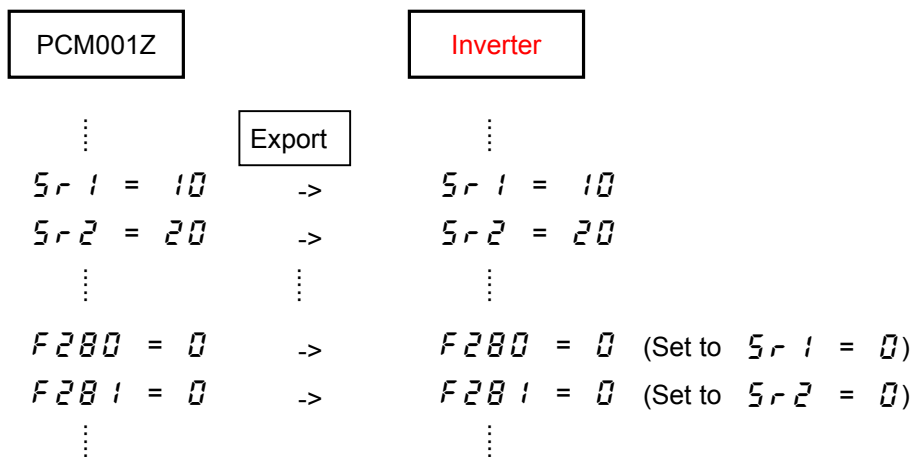 PCM001Z Inverter
Export
Sr1 = 10 -> Sr1 = 10
Sr2 = 20 -> Sr2 = 20
F280 = 0 -> F280 = 0 (Set to Sr1 = 0)
F281 = 0 -> F281 = 0 (Set to Sr2 = 0)